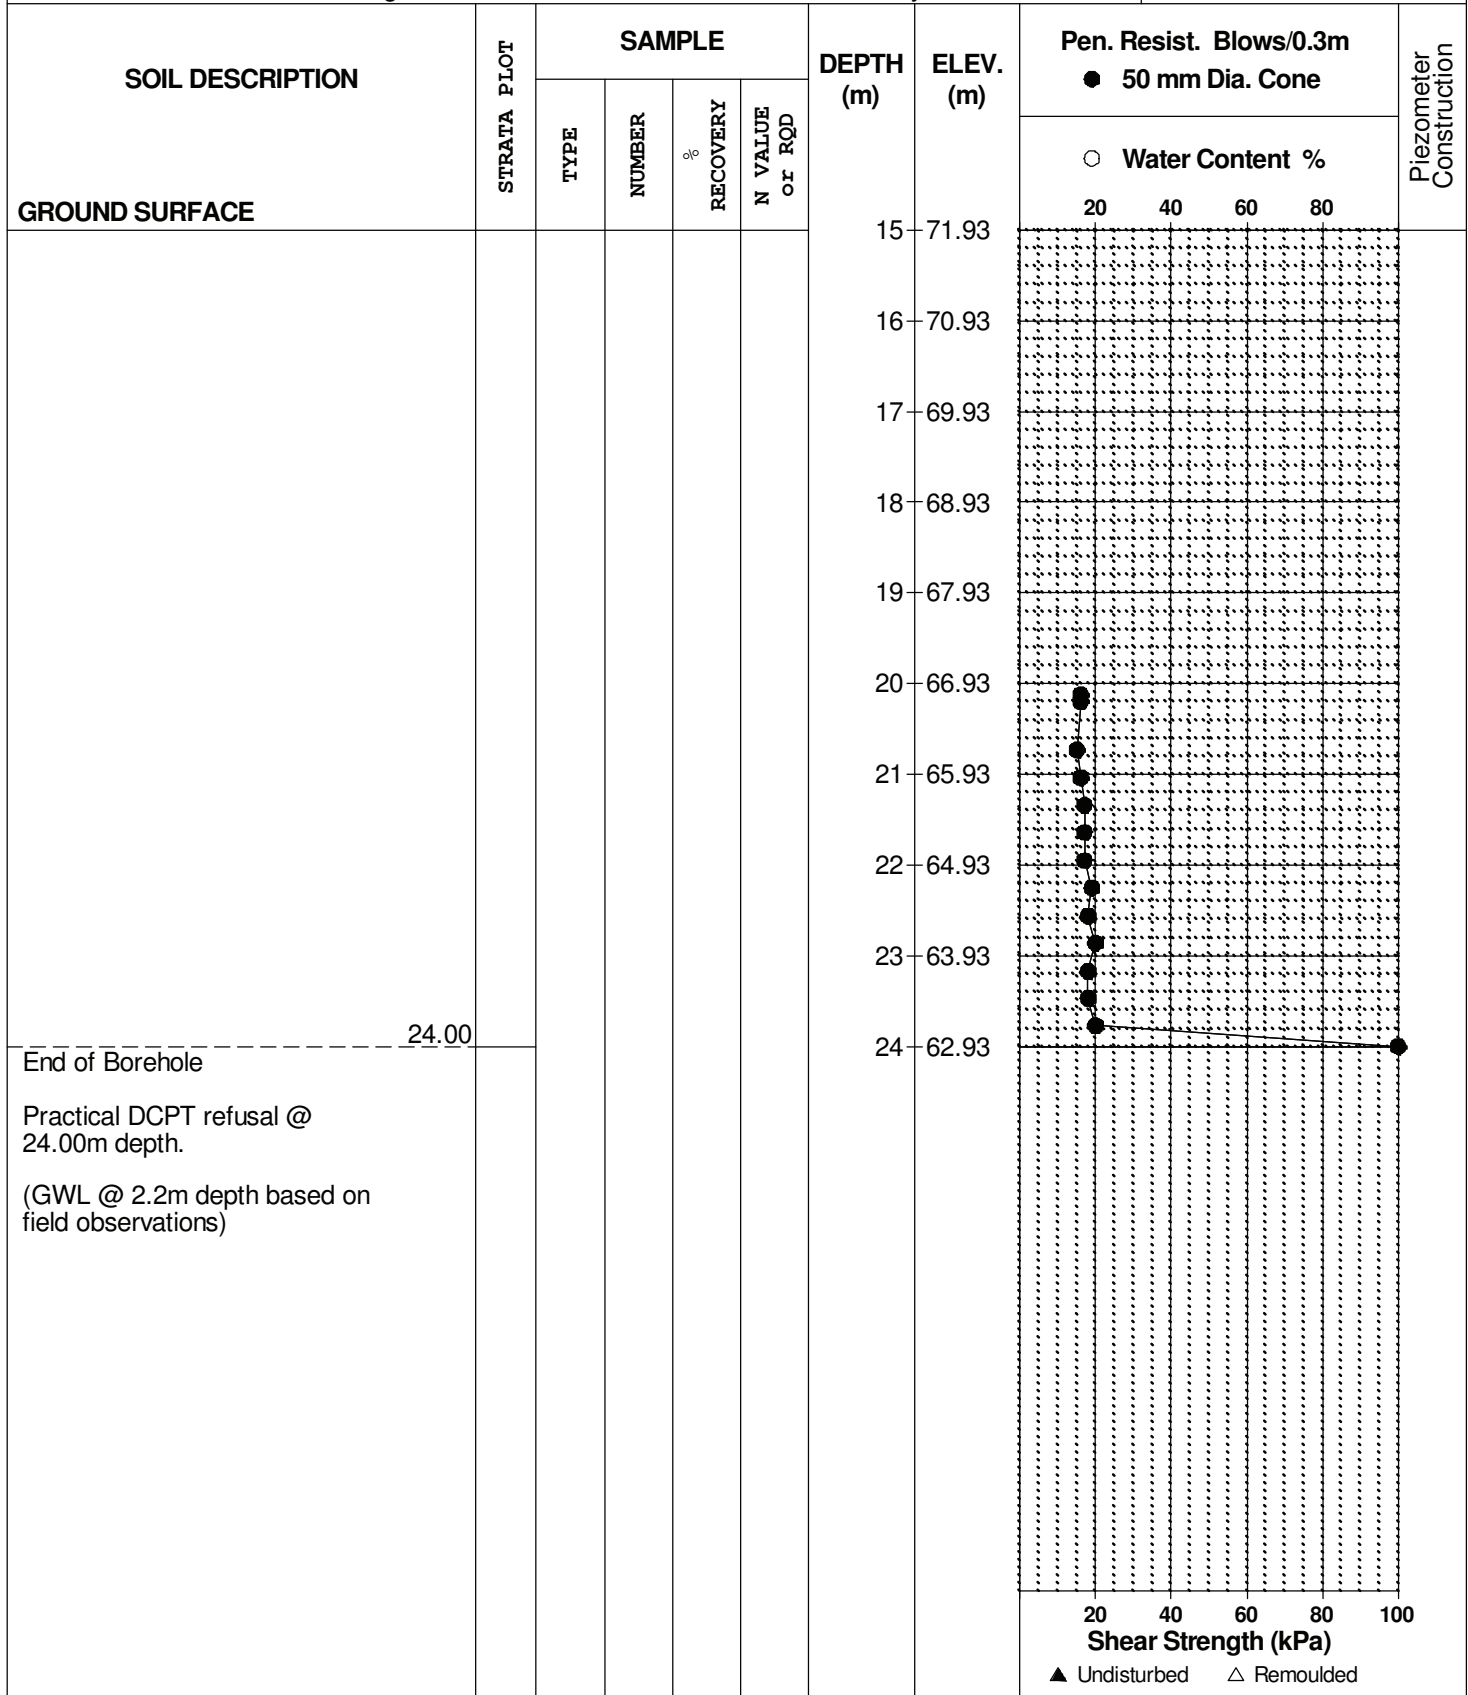 SOIL DESCRIPTION
GROUND SURFACE
STRATA PLOT
SAMPLE
TYPE
NUMBER
%
RECOVERY
N VALUE
or RQD
DEPTH
(m)
ELEV.
(m)
Pen. Resist. Blows/0.3m
● 50 mm Dia. Cone
○ Water Content %
20 40 60 80
Piezometer
Construction
15 71.93
16 70.93
17 69.93
18 68.93
19 67.93
20 66.93
21 65.93
22 64.93
23 63.93
24.00
24 62.93
End of Borehole
Practical DCPT refusal @
24.00m depth.
(GWL @ 2.2m depth based on
field observations)
20 40 60 80 100
Shear Strength (kPa)
▲ Undisturbed △ Remoulded